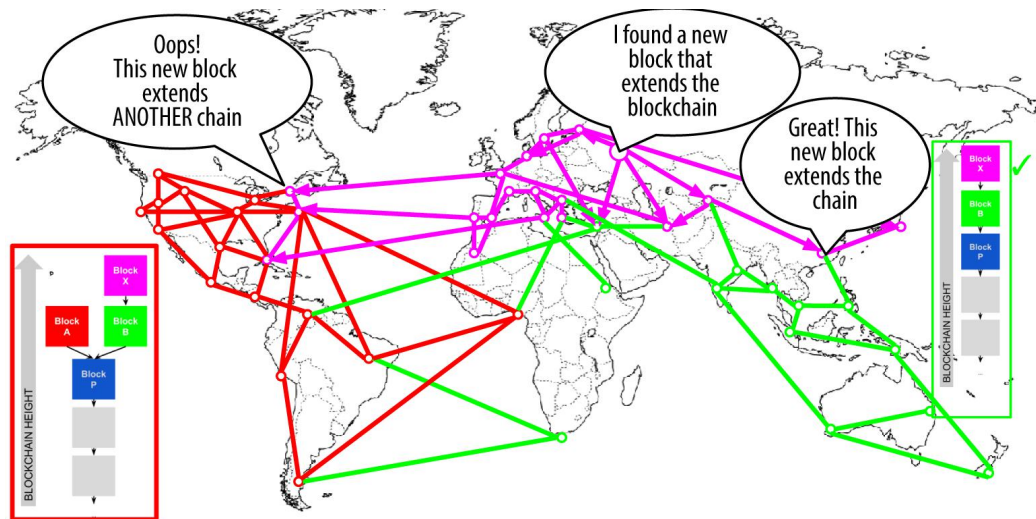 Oops!
This new block
extends
ANOTHER chain
I found a new
block that
extends the
blockchain
Great! This
new block
extends the
chain
BLOCKCHAIN HEIGHT
Block
X
Block
A
Block
B
Block
P
BLOCKCHAIN HEIGHT
Block
X
Block
B
Block
P